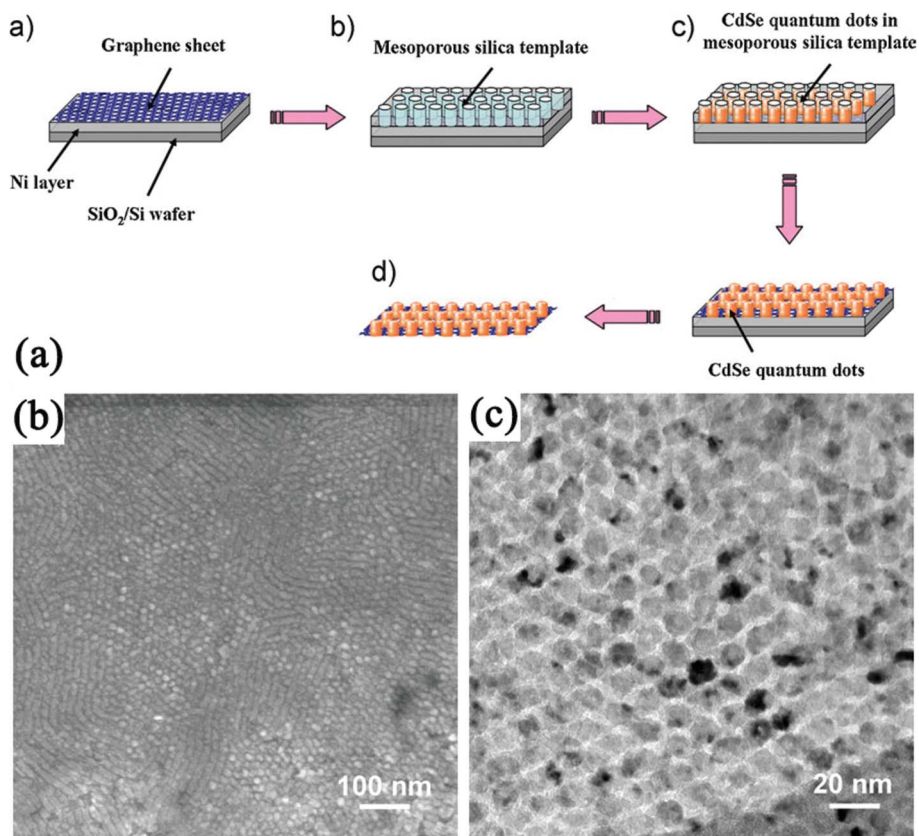 a)
Graphene sheet
Ni layer
SiO₂/Si wafer
b)
Mesoporous silica template
c)
CdSe quantum dots in
mesoporous silica template
d)
CdSe quantum dots
(a)
(b)
100 nm
(c)
20 nm